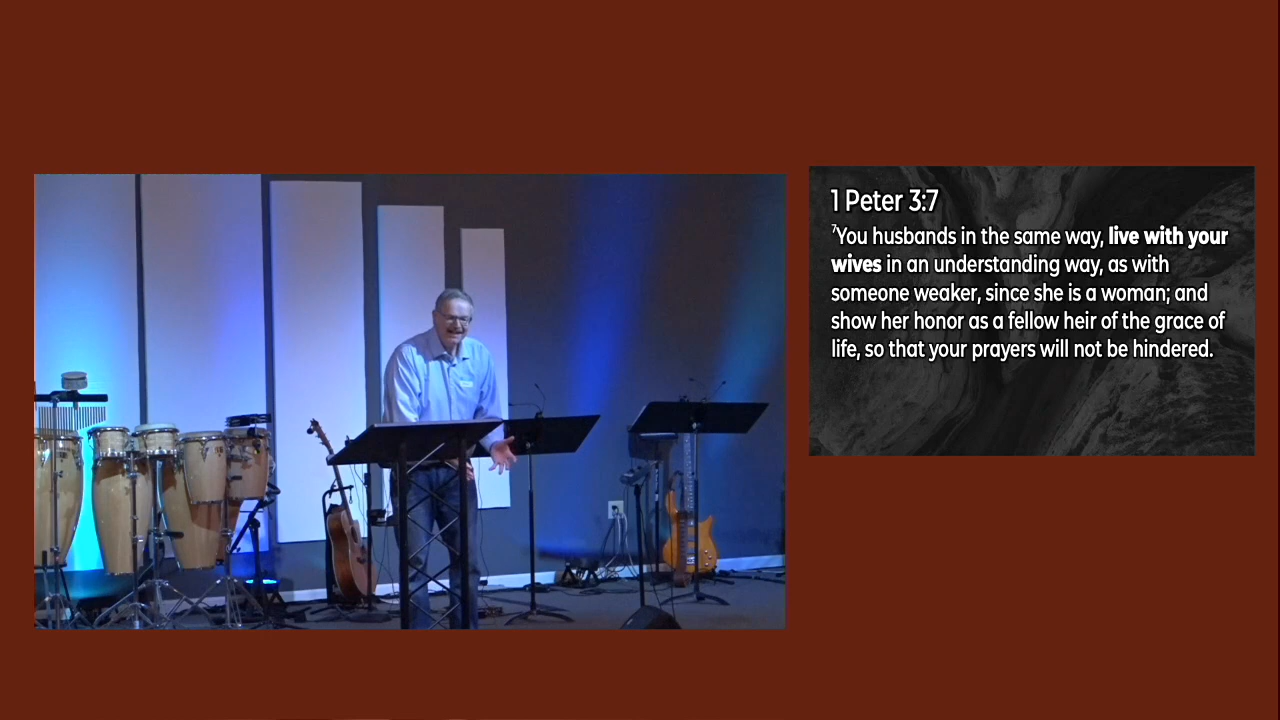 1 Peter 3:7
7You husbands in the same way, live with your
wives in an understanding way, as with
someone weaker, since she is a woman; and
show her honor as a fellow heir of the grace of
life, so that your prayers will not be hindered.